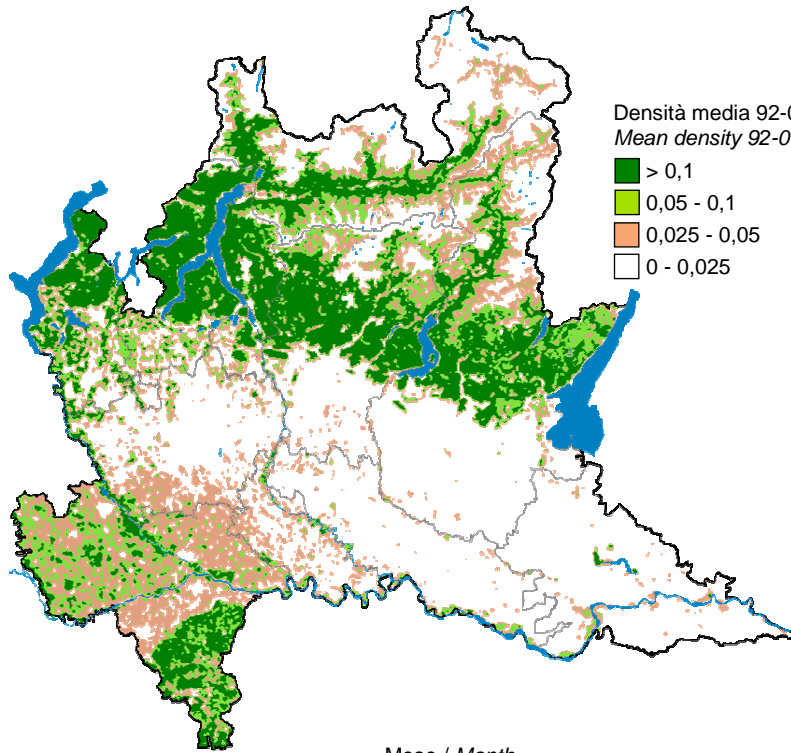 Densità media 92-0
Mean density 92-0
> 0,1
0,05 - 0,1
0,025 - 0,05
0 - 0,025
Mese / Month